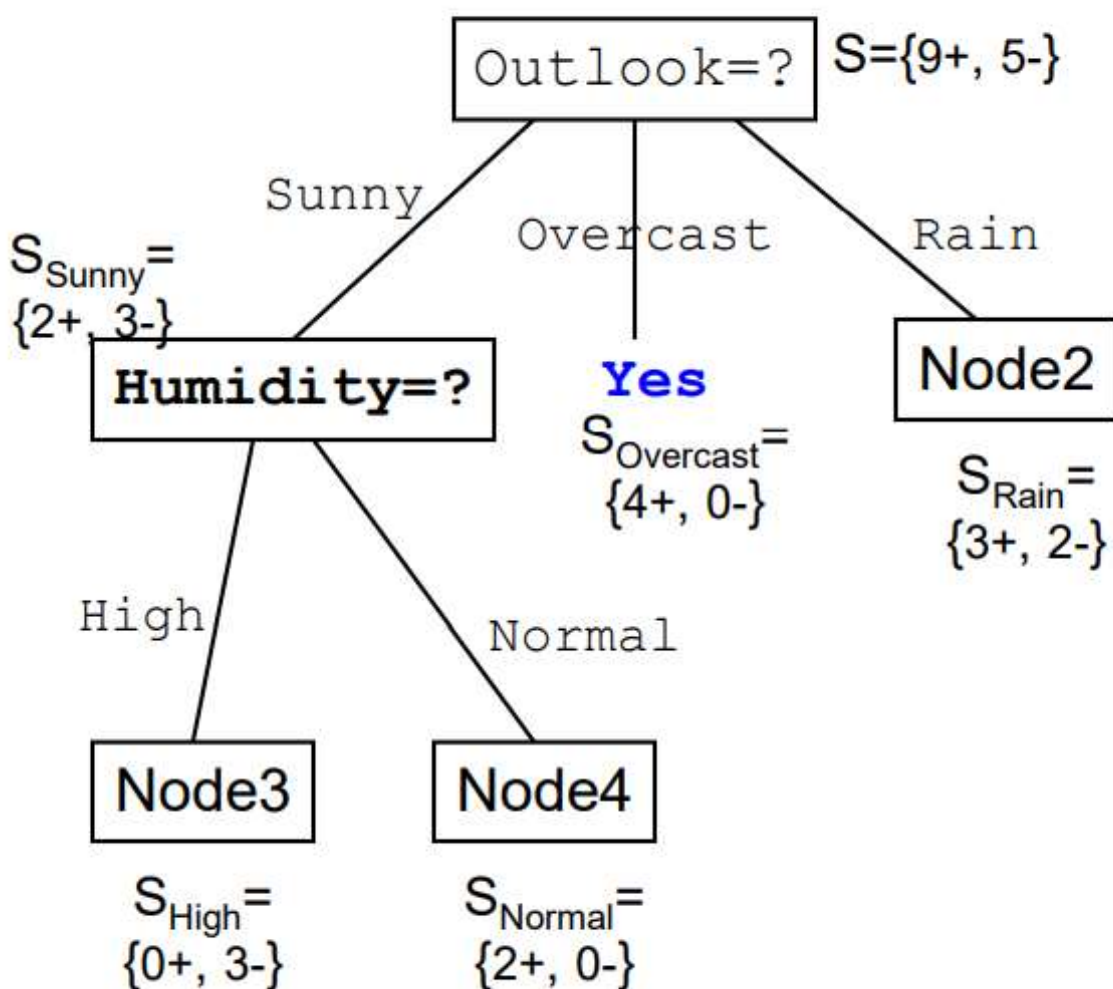 Outlook=?
S={9+, 5-}
Sunny
Overcast
Rain
S_Sunny=
{2+, 3-}
Humidity=?
Yes
Node2
S_Overcast=
{4+, 0-}
S_Rain=
{3+, 2-}
High
Normal
Node3
Node4
S_High=
{0+, 3-}
S_Normal=
{2+, 0-}